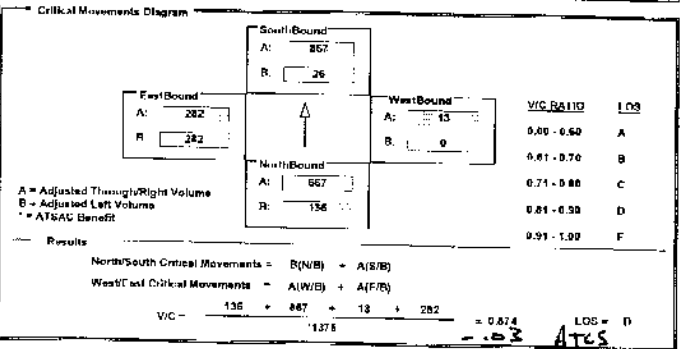 Critical Movements Diagram
SouthBound
A: 867
B: 26
EastBound
A: 282
B: 282
WestBound
A: 13
B: 0
NorthBound
A: 667
B: 136
V/C RATIO LOS
0.00 - 0.60 A
0.61 - 0.70 B
0.71 - 0.80 C
0.81 - 0.90 D
0.91 - 1.00 E
A = Adjusted Through/Right Volume
B = Adjusted Left Volume
* = ATSAC Benefit
Results
North/South Critical Movements = B(N/B) + A(S/B)
West/East Critical Movements = A(W/B) + A(E/B)
V/C = 136 + 867 + 13 + 282 = 0.874 LOS = D
*1375
-.03 ATCS